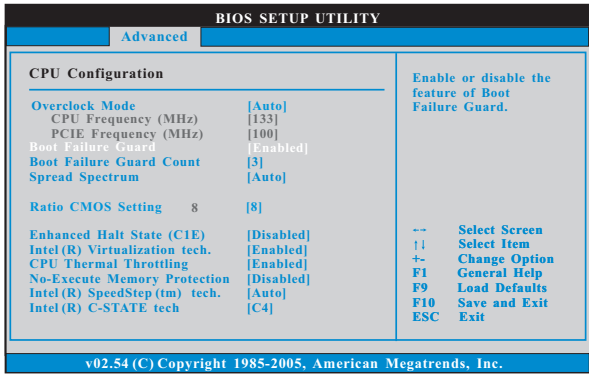 BIOS SETUP UTILITY
Advanced
CPU Configuration
Overclock Mode [Auto]
CPU Frequency (MHz) [133]
PCIE Frequency (MHz) [100]
Boot Failure Guard [Enabled]
Boot Failure Guard Count [3]
Spread Spectrum [Auto]
Ratio CMOS Setting 8 [8]
Enhanced Halt State (C1E) [Disabled]
Intel (R) Virtualization tech. [Enabled]
CPU Thermal Throttling [Enabled]
No-Execute Memory Protection [Disabled]
Intel (R) SpeedStep (tm) tech. [Auto]
Intel (R) C-STATE tech [C4]
Enable or disable the
feature of Boot
Failure Guard.
←→ Select Screen
↑↓ Select Item
+- Change Option
F1 General Help
F9 Load Defaults
F10 Save and Exit
ESC Exit
v02.54 (C) Copyright 1985-2005, American Megatrends, Inc.